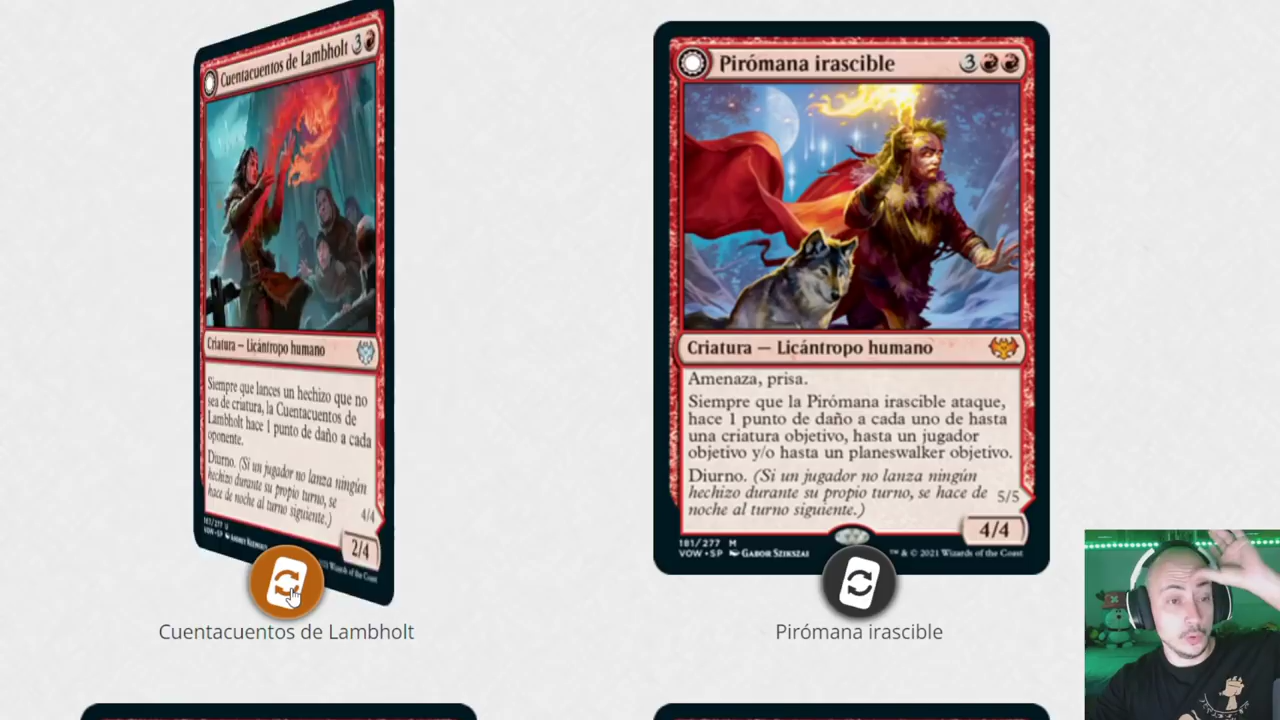 Cuentacuentos de Lambholt 3
Criatura — Licántropo humano
Siempre que lances un hechizo que no
sea de criatura, la Cuentacuentos de
Lambholt hace 1 punto de daño a cada
oponente.
Diurno. (Si un jugador no lanza ningún
hechizo durante su propio turno, se
hace de noche al turno siguiente.)
4/4
2/4
VOW • SP
Cuentacuentos de Lambholt
Pirómana irascible 3
Criatura — Licántropo humano
Amenaza, prisa.
Siempre que la Pirómana irascible ataque,
hace 1 punto de daño a cada uno de hasta
una criatura objetivo, hasta un jugador
objetivo y/o hasta un planeswalker objetivo.
Diurno. (Si un jugador no lanza ningún
hechizo durante su propio turno, se hace de
noche al turno siguiente.)
5/5
4/4
181/277 M
VOW • SP Gabor Szikszai ™ & © 2021 Wizards of the Coast
Pirómana irascible